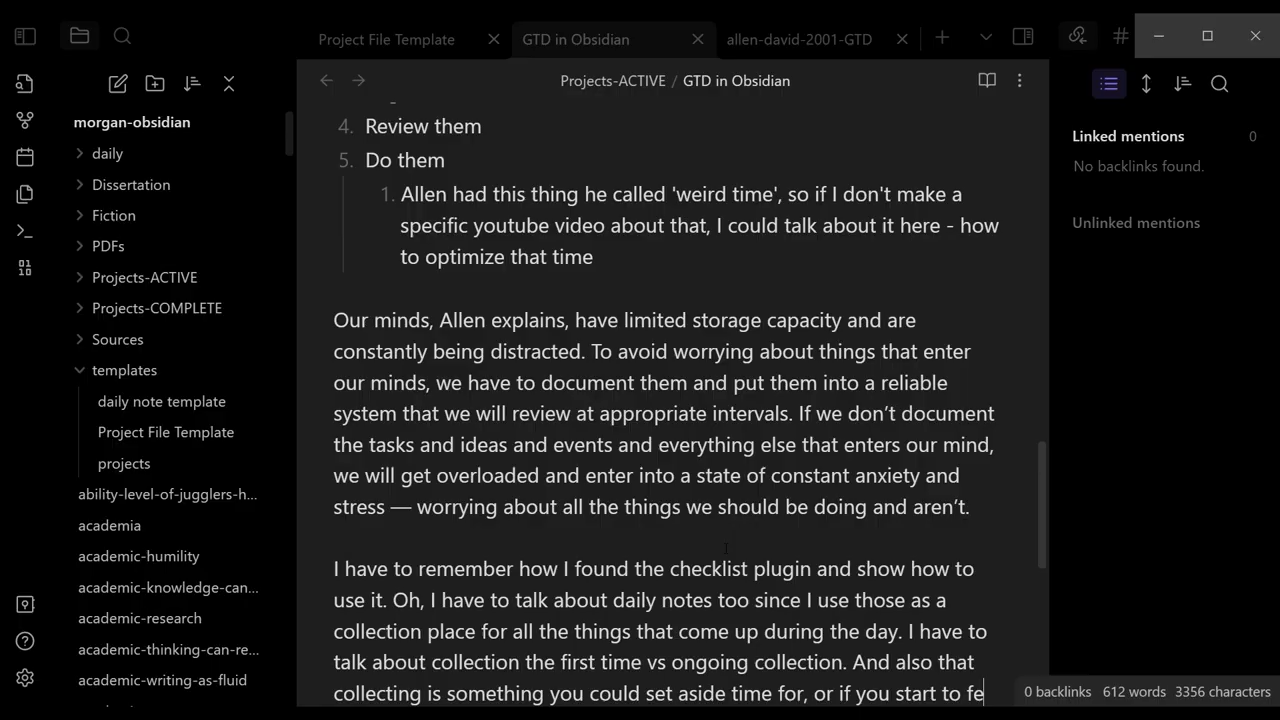 Project File Template
GTD in Obsidian
allen-david-2001-GTD
Projects-ACTIVE / GTD in Obsidian
morgan-obsidian
daily
Dissertation
Fiction
PDFs
Projects-ACTIVE
Projects-COMPLETE
Sources
templates
daily note template
Project File Template
projects
ability-level-of-jugglers-h...
academia
academic-humility
academic-knowledge-can...
academic-research
academic-thinking-can-re...
academic-writing-as-fluid
4. Review them
5. Do them
1. Allen had this thing he called 'weird time', so if I don't make a
specific youtube video about that, I could talk about it here - how
to optimize that time
Our minds, Allen explains, have limited storage capacity and are
constantly being distracted. To avoid worrying about things that enter
our minds, we have to document them and put them into a reliable
system that we will review at appropriate intervals. If we don’t document
the tasks and ideas and events and everything else that enters our mind,
we will get overloaded and enter into a state of constant anxiety and
stress — worrying about all the things we should be doing and aren’t.
I have to remember how I found the checklist plugin and show how to
use it. Oh, I have to talk about daily notes too since I use those as a
collection place for all the things that come up during the day. I have to
talk about collection the first time vs ongoing collection. And also that
collecting is something you could set aside time for, or if you start to fe
Linked mentions 0
No backlinks found.
Unlinked mentions
0 backlinks 612 words 3356 characters